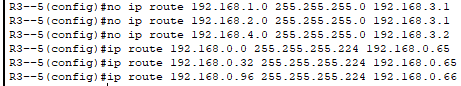 R3--5(config)#no ip route 192.168.1.0 255.255.255.0 192.168.3.1
R3--5(config)#no ip route 192.168.2.0 255.255.255.0 192.168.3.1
R3--5(config)#no ip route 192.168.4.0 255.255.255.0 192.168.3.2
R3--5(config)#ip route 192.168.0.0 255.255.255.224 192.168.0.65
R3--5(config)#ip route 192.168.0.32 255.255.255.224 192.168.0.65
R3--5(config)#ip route 192.168.0.96 255.255.255.224 192.168.0.66